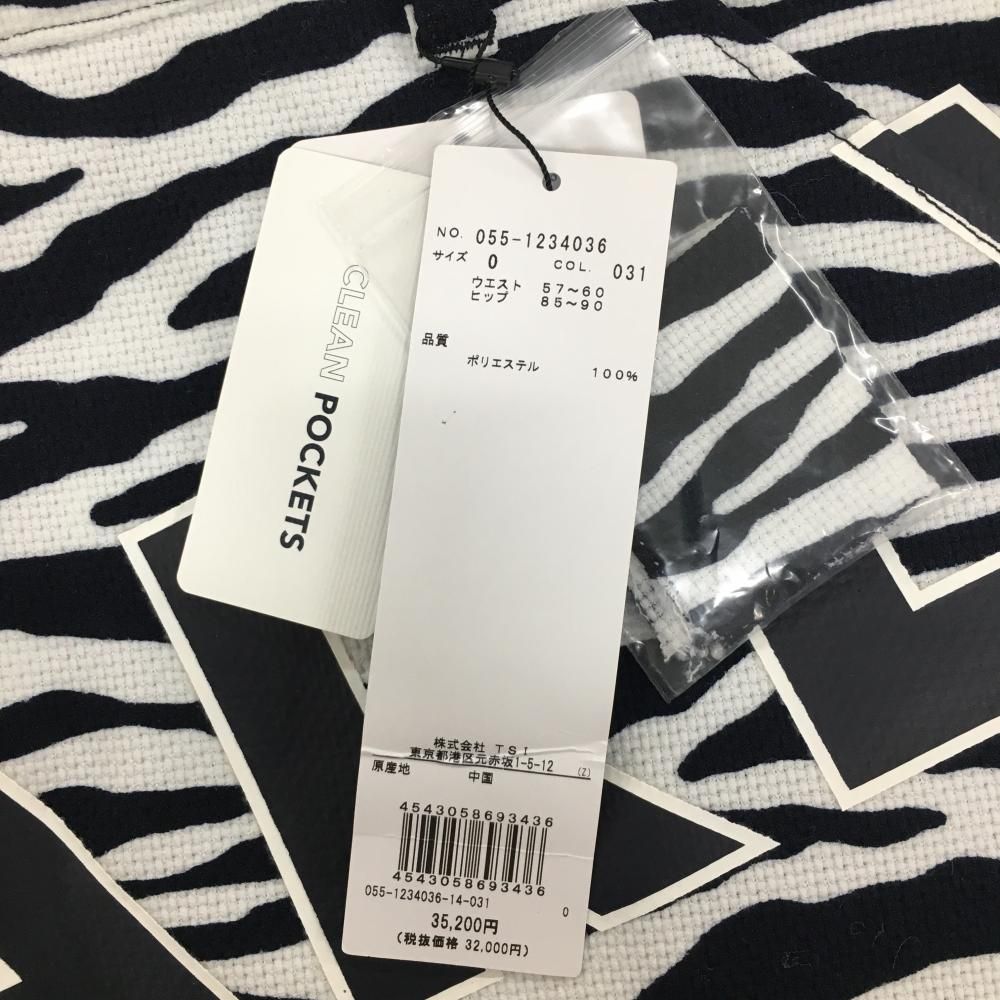 CLEAN POCKETS
NO. 055-1234036
サイズ 0 COL. 031
ウエスト 57~60
ヒップ 85~90
品質
ポリエステル 100%
株式会社 TSI
東京都港区元赤坂1-5-12 (Z)
原産地 中国
4543058693436
4543058693436
055-1234036-14-031 0
35,200円
(税抜価格 32,000円)